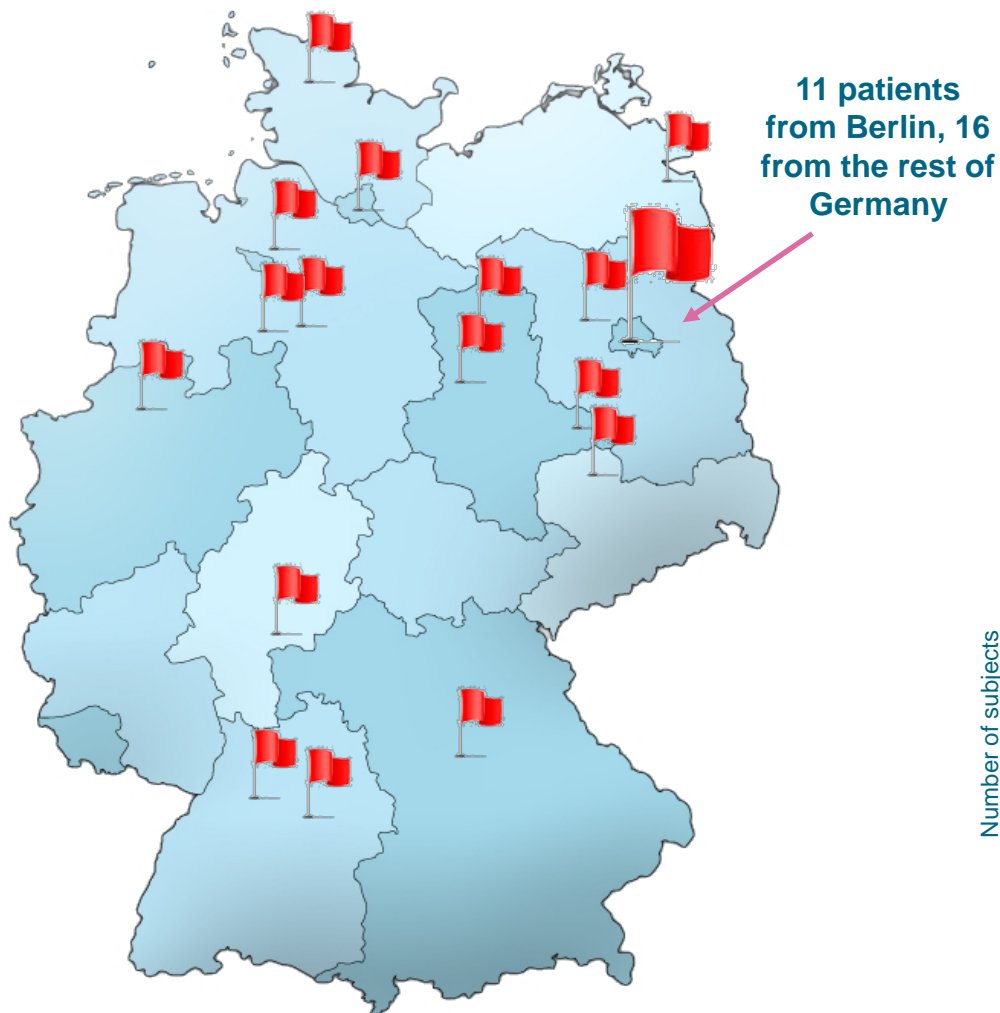 11 patients
from Berlin, 16
from the rest of
Germany
Number of subjects